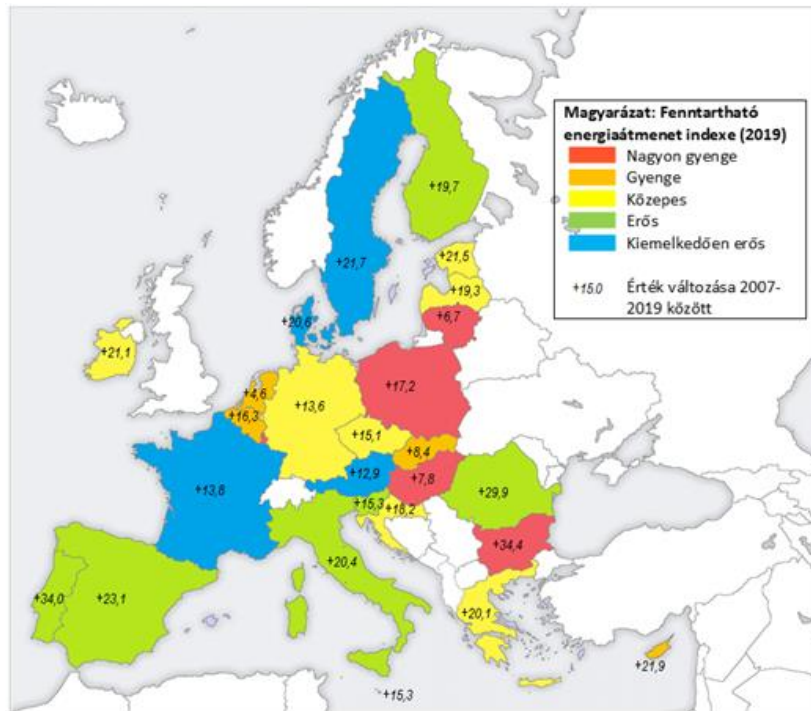 Magyarázat: Fenntartható
energiaátmenet indexe (2019)
Nagyon gyenge
Gyenge
Közepes
Erős
Kiemelkedően erős
+15.0 Érték változása 2007-
2019 között
+19,7
+21,7
+21,5
+19,3
+6,7
+20,6
+21,1
+4,6
+16,3
+13,6
+17,2
+15,1
+8,4
+12,9
+7,8
+13,8
+15,3
+18,2
+29,9
+34,4
+20,4
+34,0
+23,1
+20,1
+21,9
+15,3